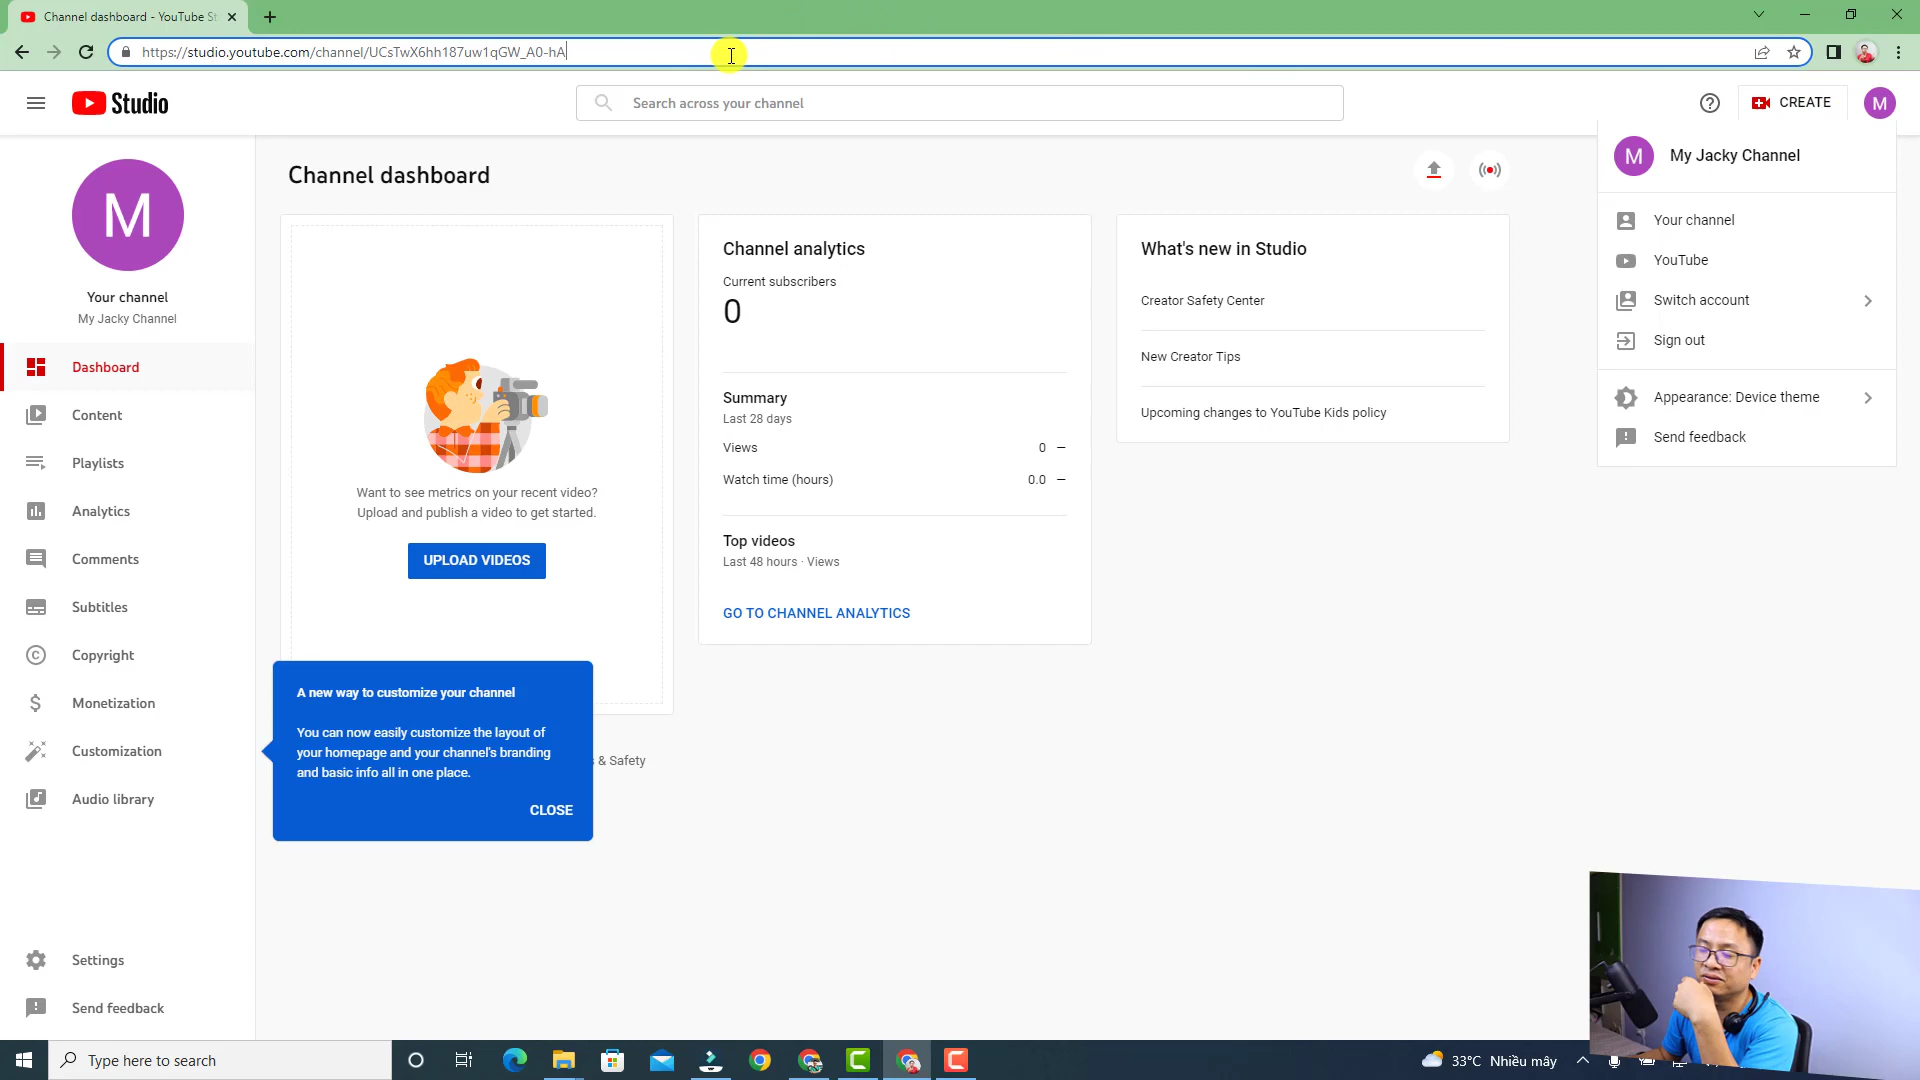 Channel dashboard - YouTube St
https://studio.youtube.com/channel/UCsTwX6hh187uw1qGW_A0-hA
Studio
Search across your channel
CREATE
M
M
My Jacky Channel
Your channel
YouTube
Switch account
Sign out
Appearance: Device theme
Send feedback
M
Your channel
My Jacky Channel
Dashboard
Content
Playlists
Analytics
Comments
Subtitles
Copyright
Monetization
Customization
Audio library
Settings
Send feedback
Channel dashboard
Want to see metrics on your recent video?
Upload and publish a video to get started.
UPLOAD VIDEOS
Channel analytics
Current subscribers
0
Summary
Last 28 days
Views 0 —
Watch time (hours) 0.0 —
Top videos
Last 48 hours · Views
GO TO CHANNEL ANALYTICS
What's new in Studio
Creator Safety Center
New Creator Tips
Upcoming changes to YouTube Kids policy
A new way to customize your channel
You can now easily customize the layout of
your homepage and your channel's branding
and basic info all in one place.
CLOSE
& Safety
Type here to search
33°C Nhiều mây